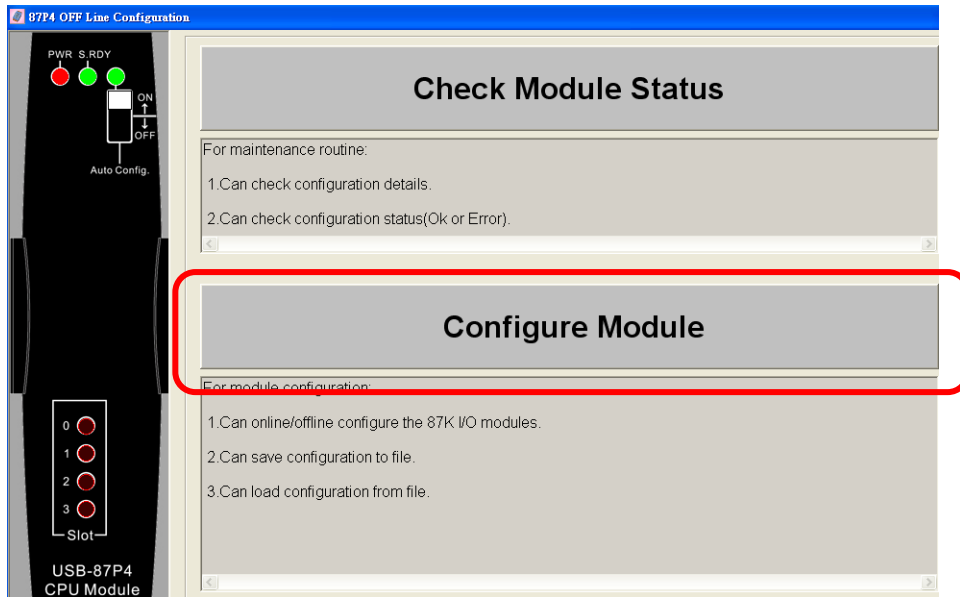 87P4 OFF Line Configuration
PWR S.RDY
ON
OFF
Auto Config.
0
1
2
3
Slot
USB-87P4
CPU Module
Check Module Status
For maintenance routine:
1.Can check configuration details.
2.Can check configuration status(Ok or Error).
Configure Module
For module configuration:
1.Can online/offline configure the 87K I/O modules.
2.Can save configuration to file.
3.Can load configuration from file.